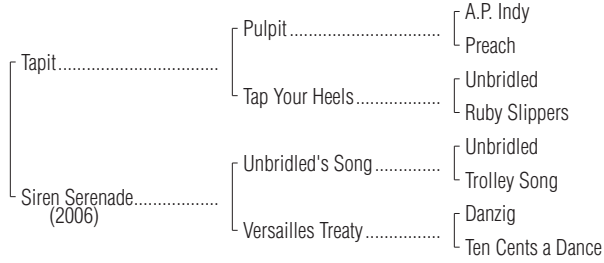 A.P. Indy
Pulpit
Preach
Tapit
Unbridled
Tap Your Heels
Ruby Slippers
Unbridled
Unbridled's Song
Trolley Song
Siren Serenade
(2006)
Danzig
Versailles Treaty
Ten Cents a Dance